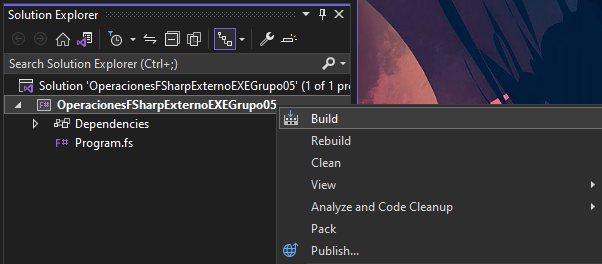 Solution Explorer
Search Solution Explorer (Ctrl+;)
Solution 'OperacionesFSharpExternoEXEGrupo05' (1 of 1 pr
F# OperacionesFSharpExternoEXEGrupo05
Dependencies
F# Program.fs
Build
Rebuild
Clean
View
Analyze and Code Cleanup
Pack
Publish...